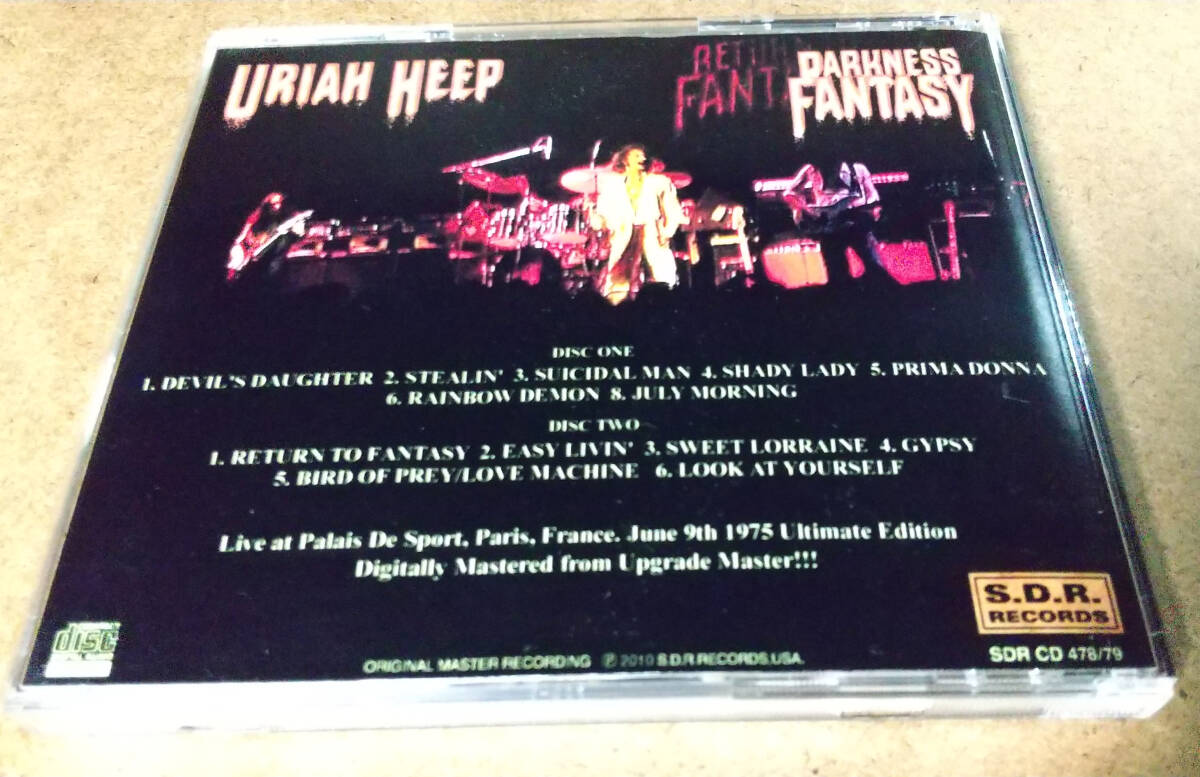 URIAH HEEP
RETUR
FANTA
DARKNESS
FANTASY
DISC ONE
1. DEVIL'S DAUGHTER 2. STEALIN' 3. SUICIDAL MAN 4. SHADY LADY 5. PRIMA DONNA
6. RAINBOW DEMON 8. JULY MORNING
DISC TWO
1. RETURN TO FANTASY 2. EASY LIVIN' 3. SWEET LORRAINE 4. GYPSY
5. BIRD OF PREY/LOVE MACHINE 6. LOOK AT YOURSELF
Live at Palais De Sport, Paris, France. June 9th 1975 Ultimate Edition
Digitally Mastered from Upgrade Master!!!
S.D.R.
RECORDS
disc
ORIGINAL MASTER RECORDING ℗ 2010 S.D.R RECORDS,USA.
SDR CD 478/79